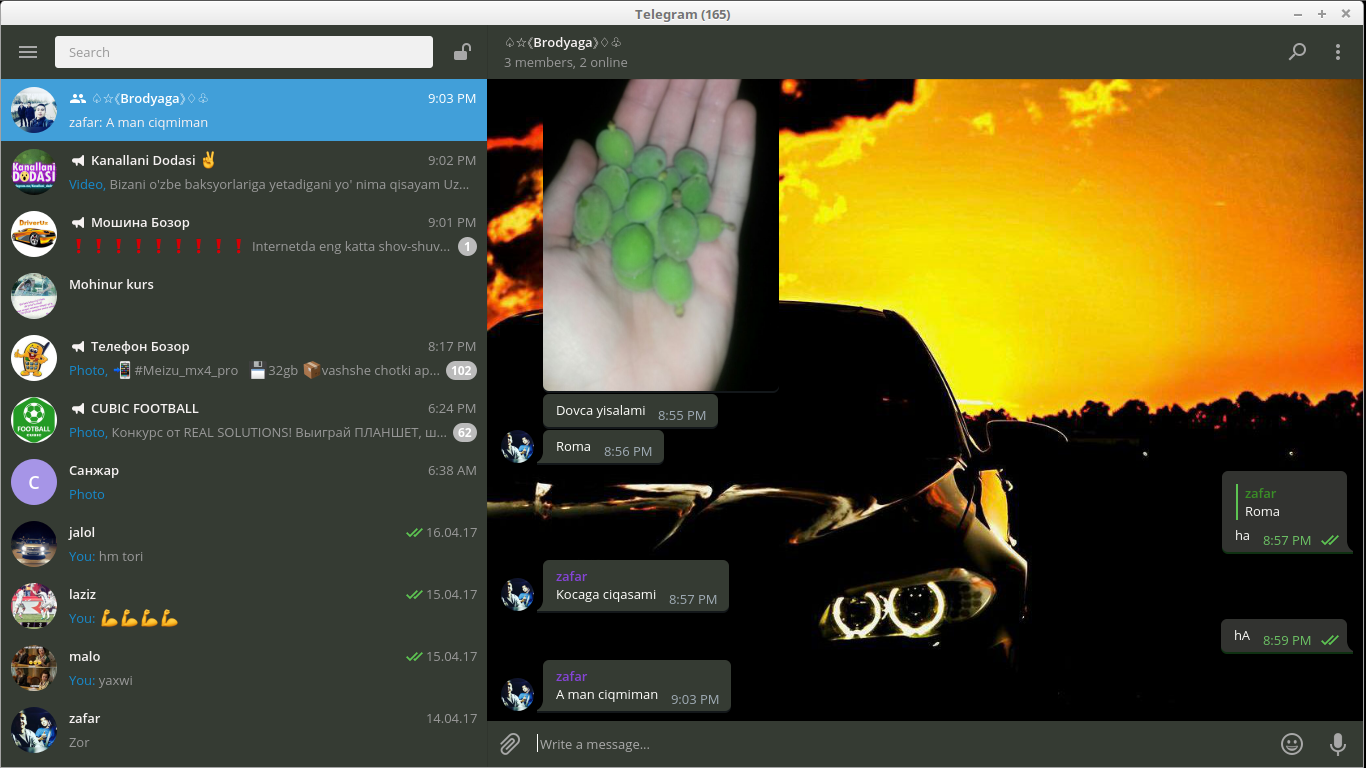 Telegram (165)
Search
♤☆《Brodyaga》♢♧
3 members, 2 online
♤☆《Brodyaga》♢♧ 9:03 PM
zafar: A man ciqmiman
Kanallani Dodasi ✌ 9:02 PM
Video, Bizani o'zbe baksyorlariga yetadigani yo' nima qisayam Uz...
Мошина Бозор 9:01 PM
❗❗❗❗❗❗❗❗❗ Internetda eng katta shov-shuv... 1
Mohinur kurs
Телефон Бозор 8:17 PM
Photo, 📲 #Meizu_mx4_pro 💾 32gb 📦 vashshe chotki ap... 102
CUBIC FOOTBALL 6:24 PM
Photo, Конкурс от REAL SOLUTIONS! Выиграй ПЛАНШЕТ, ш... 62
С
Санжар 6:38 AM
Photo
jalol 16.04.17
You: hm tori
laziz 15.04.17
You: 💪💪💪💪
malo 15.04.17
You: yaxwi
zafar 14.04.17
Zor
Kanallani
DODASI
DriverUz
FOOTBALL
CUBIC
Dovca yisalami 8:55 PM
Roma 8:56 PM
zafar
Roma
ha 8:57 PM
zafar
Kocaga ciqasami 8:57 PM
hA 8:59 PM
zafar
A man ciqmiman 9:03 PM
Write a message...